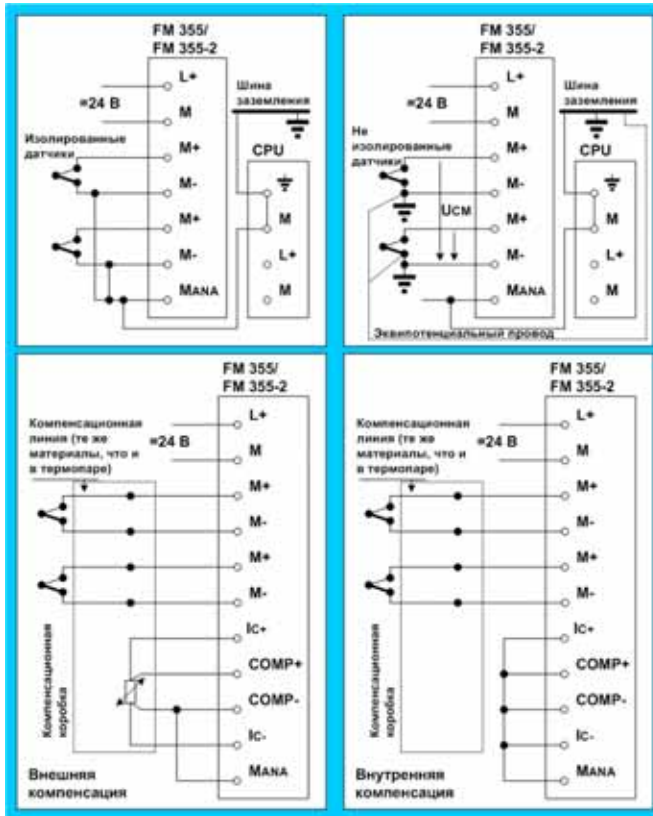 FM 355/
FM 355-2
L+
=24 В
Шина
заземления
M
Изолированные
датчики
M+
CPU
M-
M+
M
M-
L+
MANA
M
FM 355/
FM 355-2
L+
=24 В
Шина
заземления
M
Не
изолированные
датчики
M+
CPU
M-
UCM
M+
M
M-
L+
MANA
M
Эквипотенциальный провод
FM 355/
FM 355-2
L+
Компенсационная
линия (те же
материалы, что и
в термопаре)
=24 В
M
M+
M-
M+
M-
IC+
COMP+
COMP-
IC-
MANA
Компенсационная
коробка
Внешняя
компенсация
FM 355/
FM 355-2
L+
Компенсационная
линия (те же
материалы, что и
в термопаре)
=24 В
M
M+
M-
M+
M-
IC+
COMP+
COMP-
IC-
MANA
Компенсационная
коробка
Внутренняя
компенсация